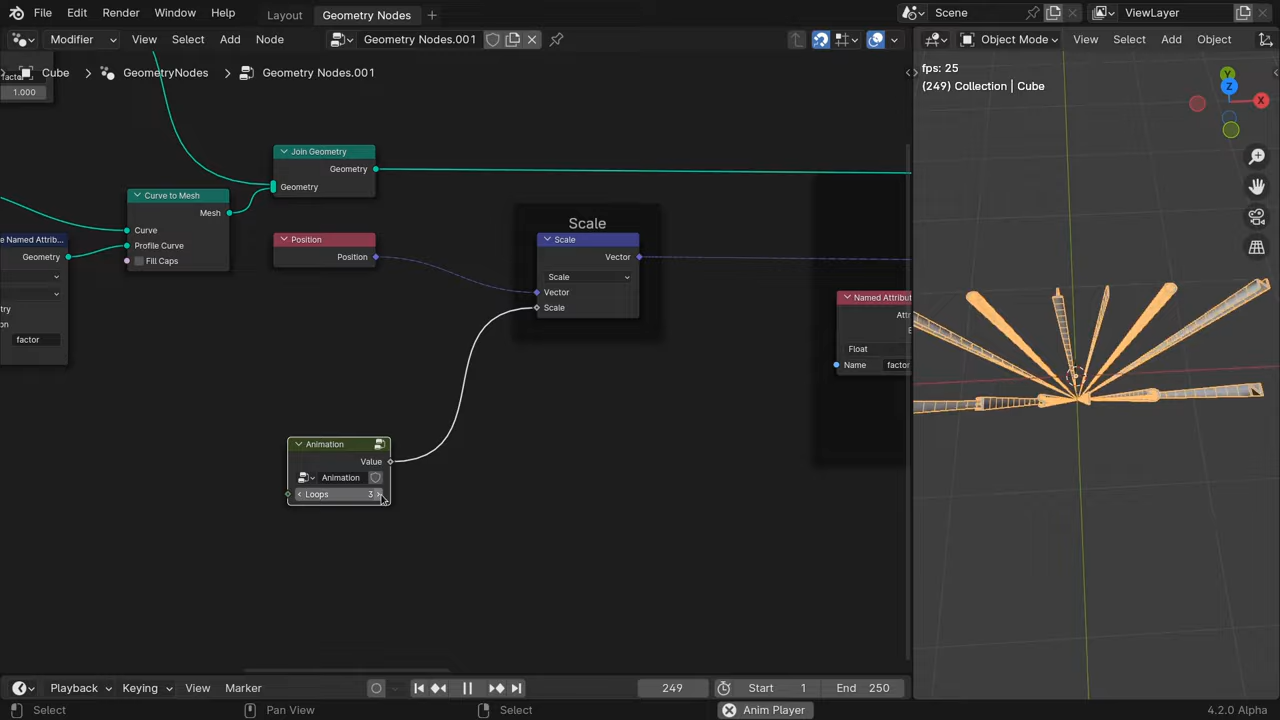 File Edit Render Window Help Layout Geometry Nodes + Scene ViewLayer
Modifier View Select Add Node Geometry Nodes.001 Object Mode View Select Add Object
Cube GeometryNodes Geometry Nodes.001
fps: 25
(249) Collection | Cube
Y
Z
X
1.000
Join Geometry
Geometry
Geometry
Curve to Mesh
Mesh
Curve
Profile Curve
Fill Caps
e Named Attrib...
Geometry
factor
Position
Position
Scale
Scale
Vector
Scale
Vector
Scale
Named Attribut
Float
Name factor
Animation
Value
Animation
Loops 3
Playback Keying View Marker 249 Start 1 End 250
Select Pan View Select Anim Player 4.2.0 Alpha